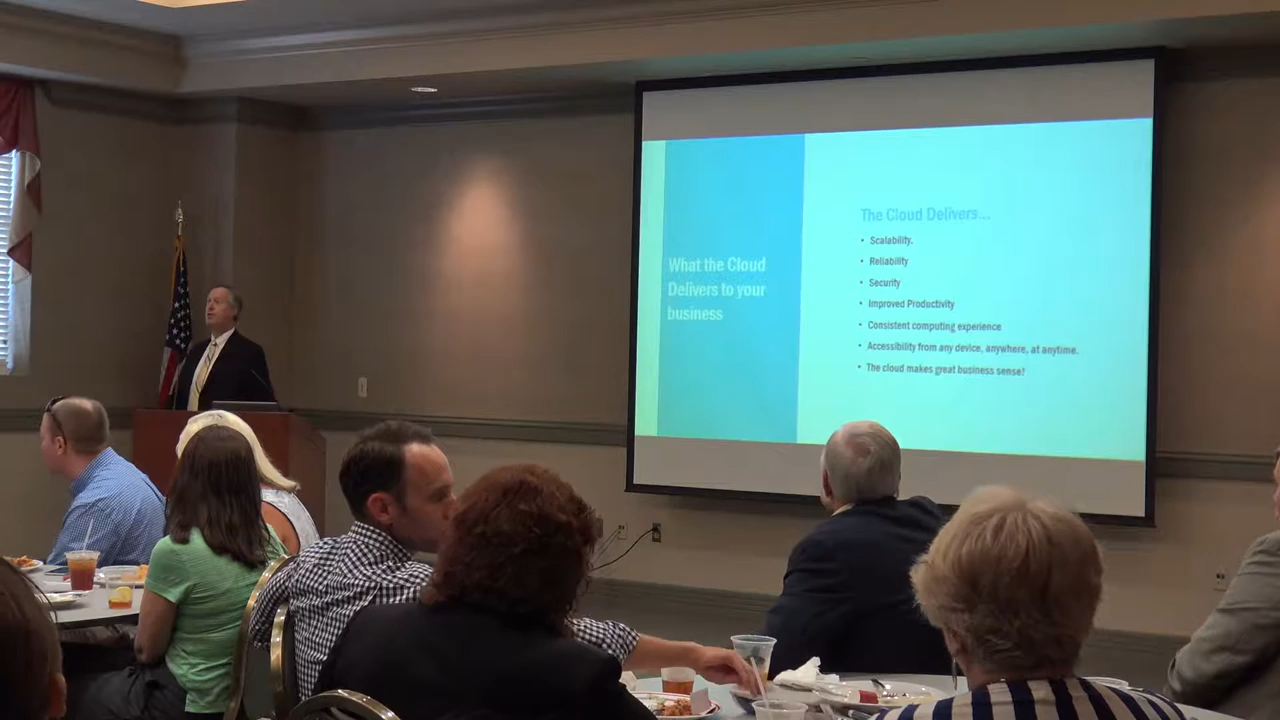 What the Cloud
Delivers to your
business
The Cloud Delivers...
• Scalability.
• Reliability
• Security
• Improved Productivity
• Consistent computing experience
• Accessibility from any device, anywhere, at anytime.
• The cloud makes great business sense!